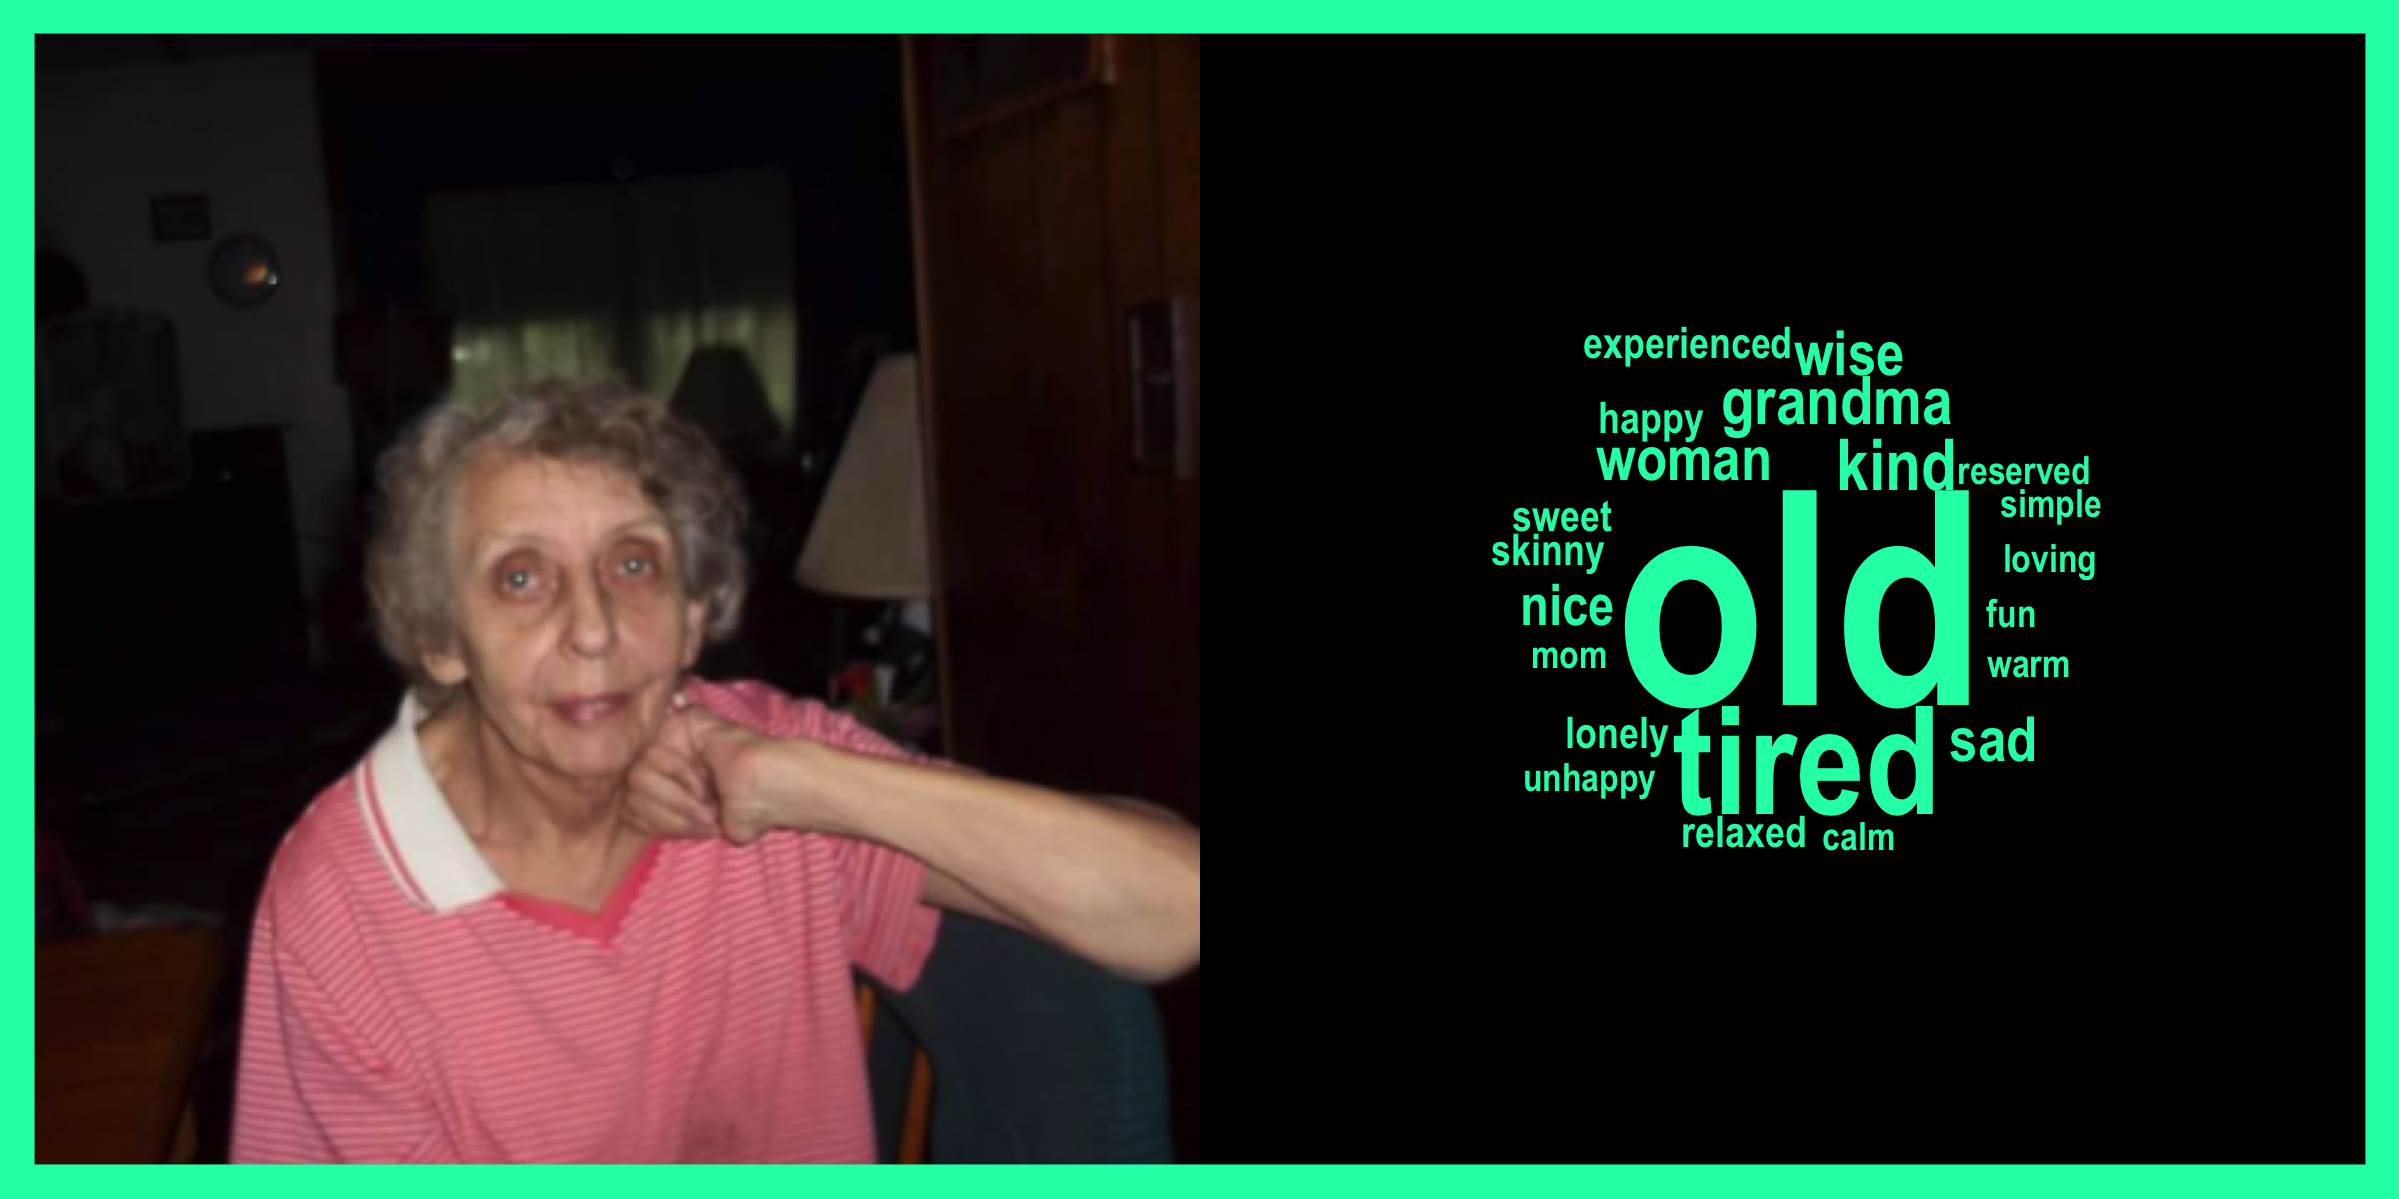 experienced wise
happy grandma
woman kind reserved
simple
sweet
skinny
loving
old
nice
fun
mom
warm
lonely tired sad
unhappy
relaxed calm